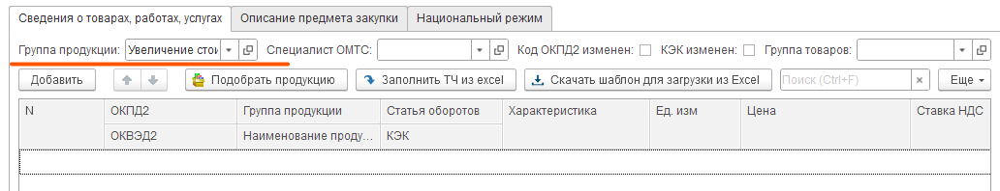 Сведения о товарах, работах, услугах Описание предмета закупки Национальный режим
Группа продукции: Увеличение стои Специалист ОМТС: Код ОКПД2 изменен: КЭК изменен: Группа товаров:
Добавить Подобрать продукцию Заполнить ТЧ из excel Скачать шаблон для загрузки из Excel Поиск (Ctrl+F) × Еще
N ОКПД2 Группа продукции Статья оборотов Характеристика Ед. изм Цена Ставка НДС
ОКВЭД2 Наименование проду... КЭК